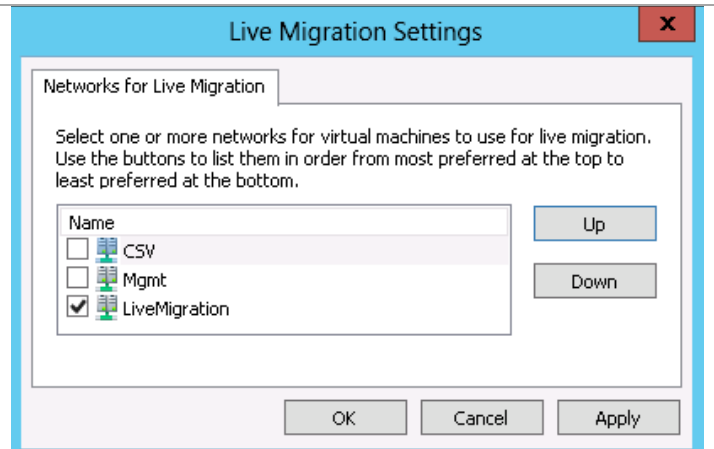 Live Migration Settings
x
Networks for Live Migration
Select one or more networks for virtual machines to use for live migration.
Use the buttons to list them in order from most preferred at the top to
least preferred at the bottom.
Name
CSV
Mgmt
LiveMigration
Up
Down
OK
Cancel
Apply